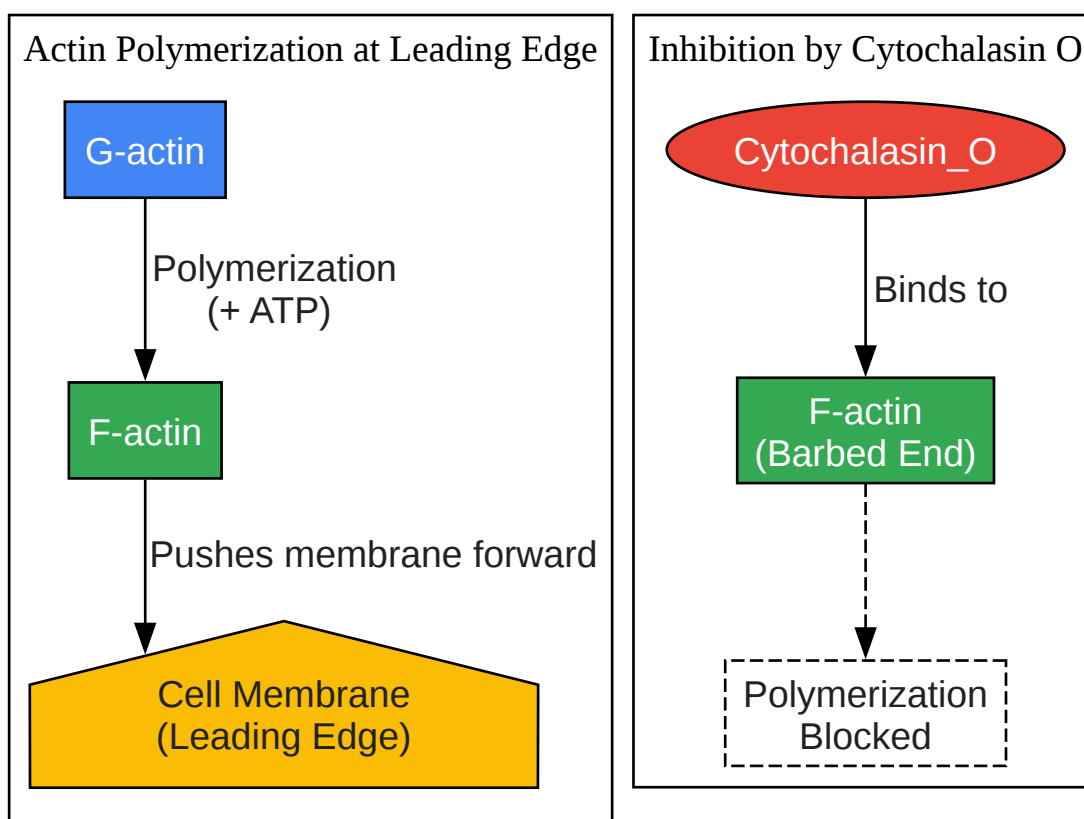 Actin Polymerization at Leading Edge
G-actin
Polymerization
(+ ATP)
F-actin
Pushes membrane forward
Cell Membrane
(Leading Edge)
Inhibition by Cytochalasin O
Cytochalasin_O
Binds to
F-actin
(Barbed End)
Polymerization
Blocked